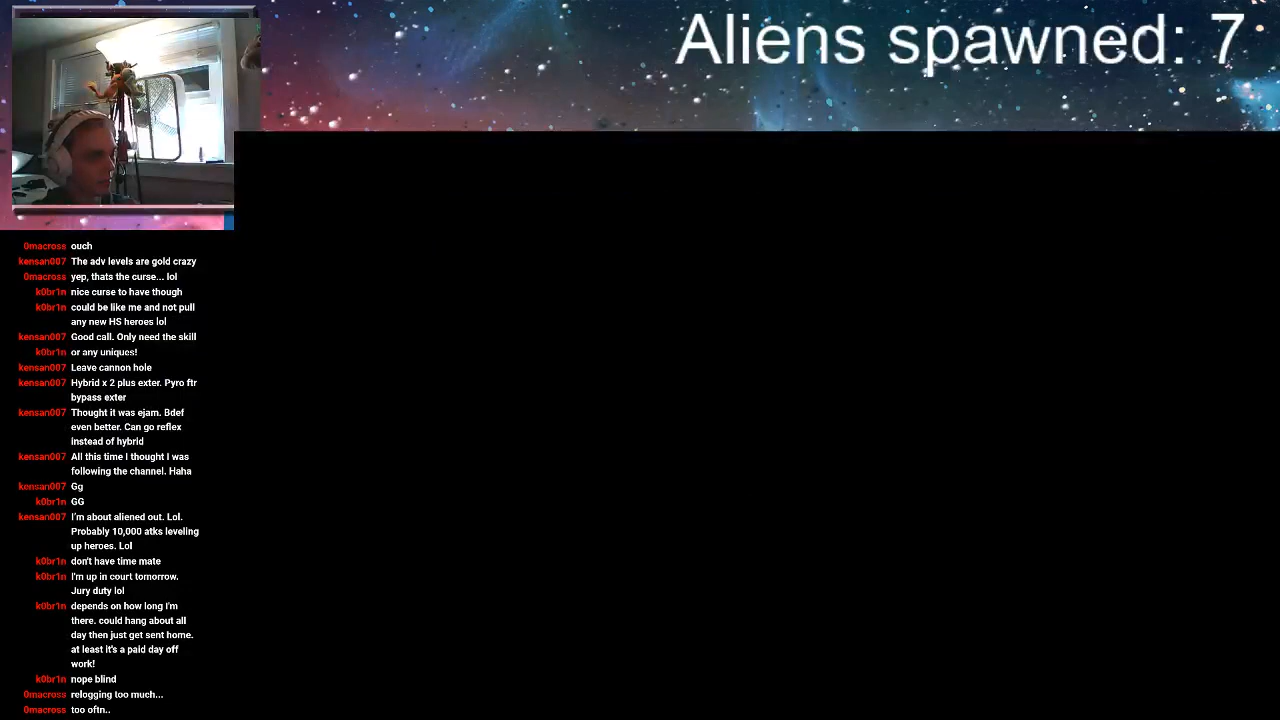 Aliens spawned: 7
0macross ouch
kensan007 The adv levels are gold crazy
0macross yep, thats the curse... lol
k0br1n nice curse to have though
k0br1n could be like me and not pull
any new HS heroes lol
kensan007 Good call. Only need the skill
k0br1n or any uniques!
kensan007 Leave cannon hole
kensan007 Hybrid x 2 plus exter. Pyro ftr
bypass exter
kensan007 Thought it was ejam. Bdef
even better. Can go reflex
instead of hybrid
kensan007 All this time I thought I was
following the channel. Haha
kensan007 Gg
k0br1n GG
kensan007 I'm about aliened out. Lol.
Probably 10,000 atks leveling
up heroes. Lol
k0br1n don't have time mate
k0br1n I'm up in court tomorrow.
Jury duty lol
k0br1n depends on how long I'm
there. could hang about all
day then just get sent home.
at least it's a paid day off
work!
k0br1n nope blind
0macross relogging too much...
0macross too oftn..